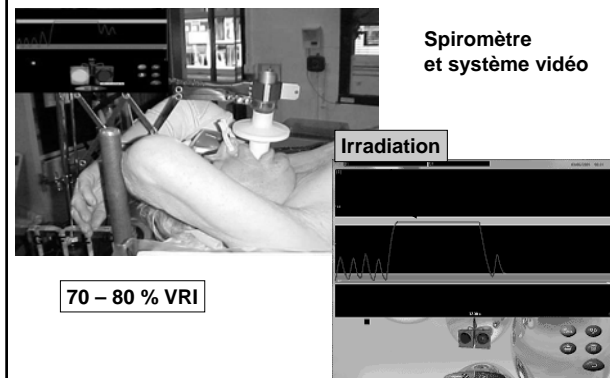 Spiromètre
et système vidéo
Irradiation
70 – 80 % VRI